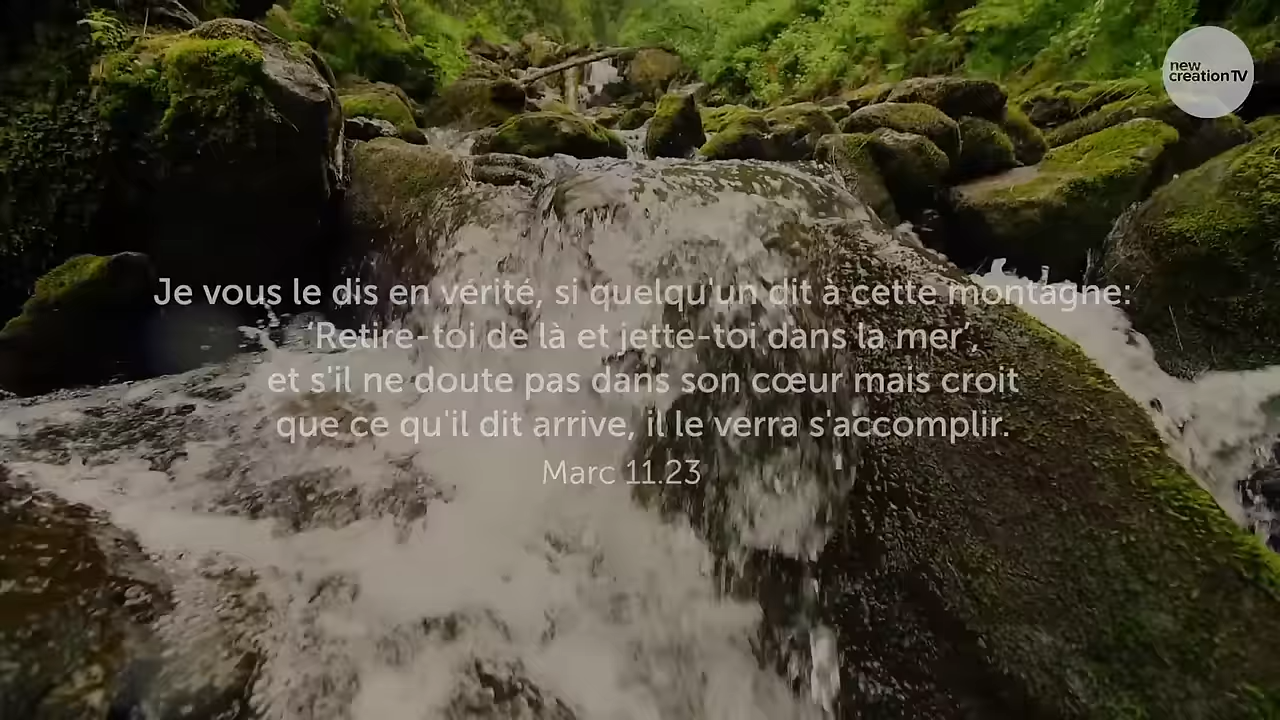 new
creationTV
Je vous le dis en vérité, si quelqu'un dit à cette montagne:
‘Retire-toi de là et jette-toi dans la mer’,
et s'il ne doute pas dans son cœur mais croit
que ce qu'il dit arrive, il le verra s'accomplir.
Marc 11.23